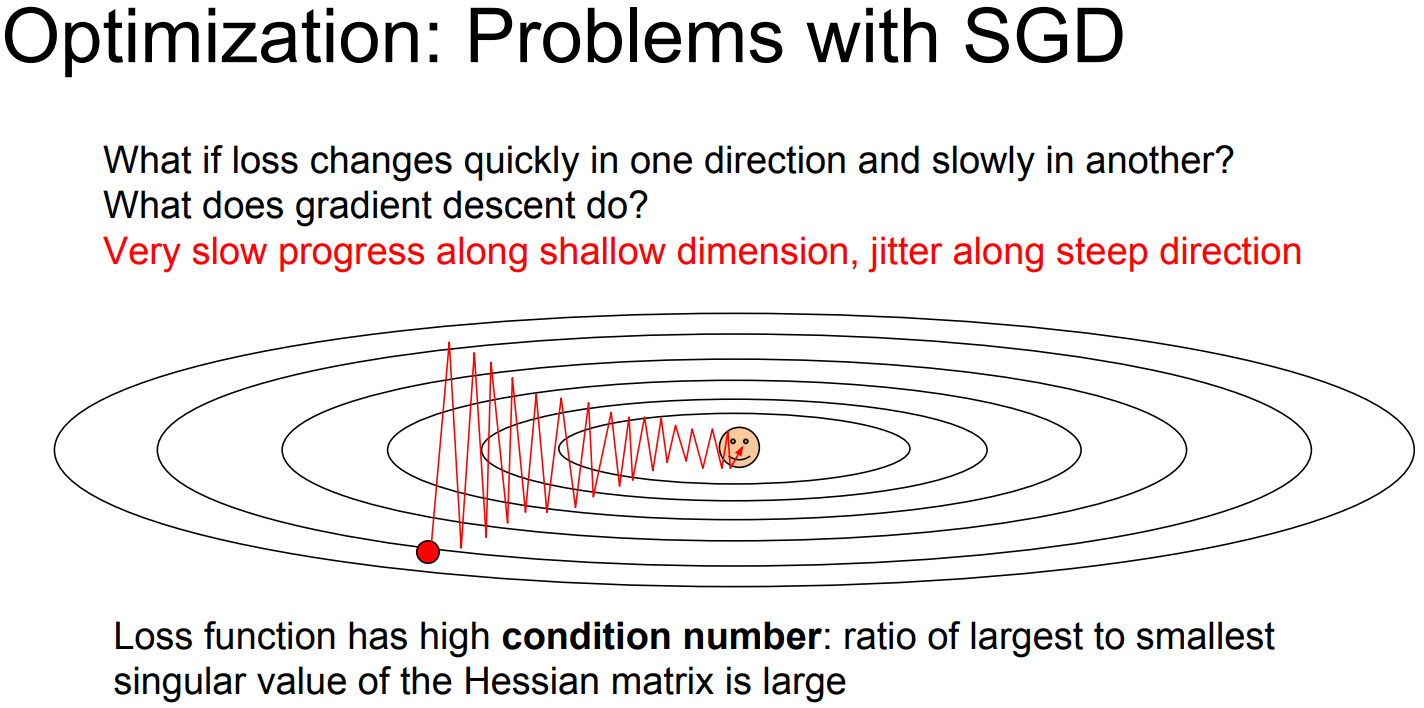 Optimization: Problems with SGD
What if loss changes quickly in one direction and slowly in another?
What does gradient descent do?
Very slow progress along shallow dimension, jitter along steep direction
Loss function has high condition number: ratio of largest to smallest
singular value of the Hessian matrix is large